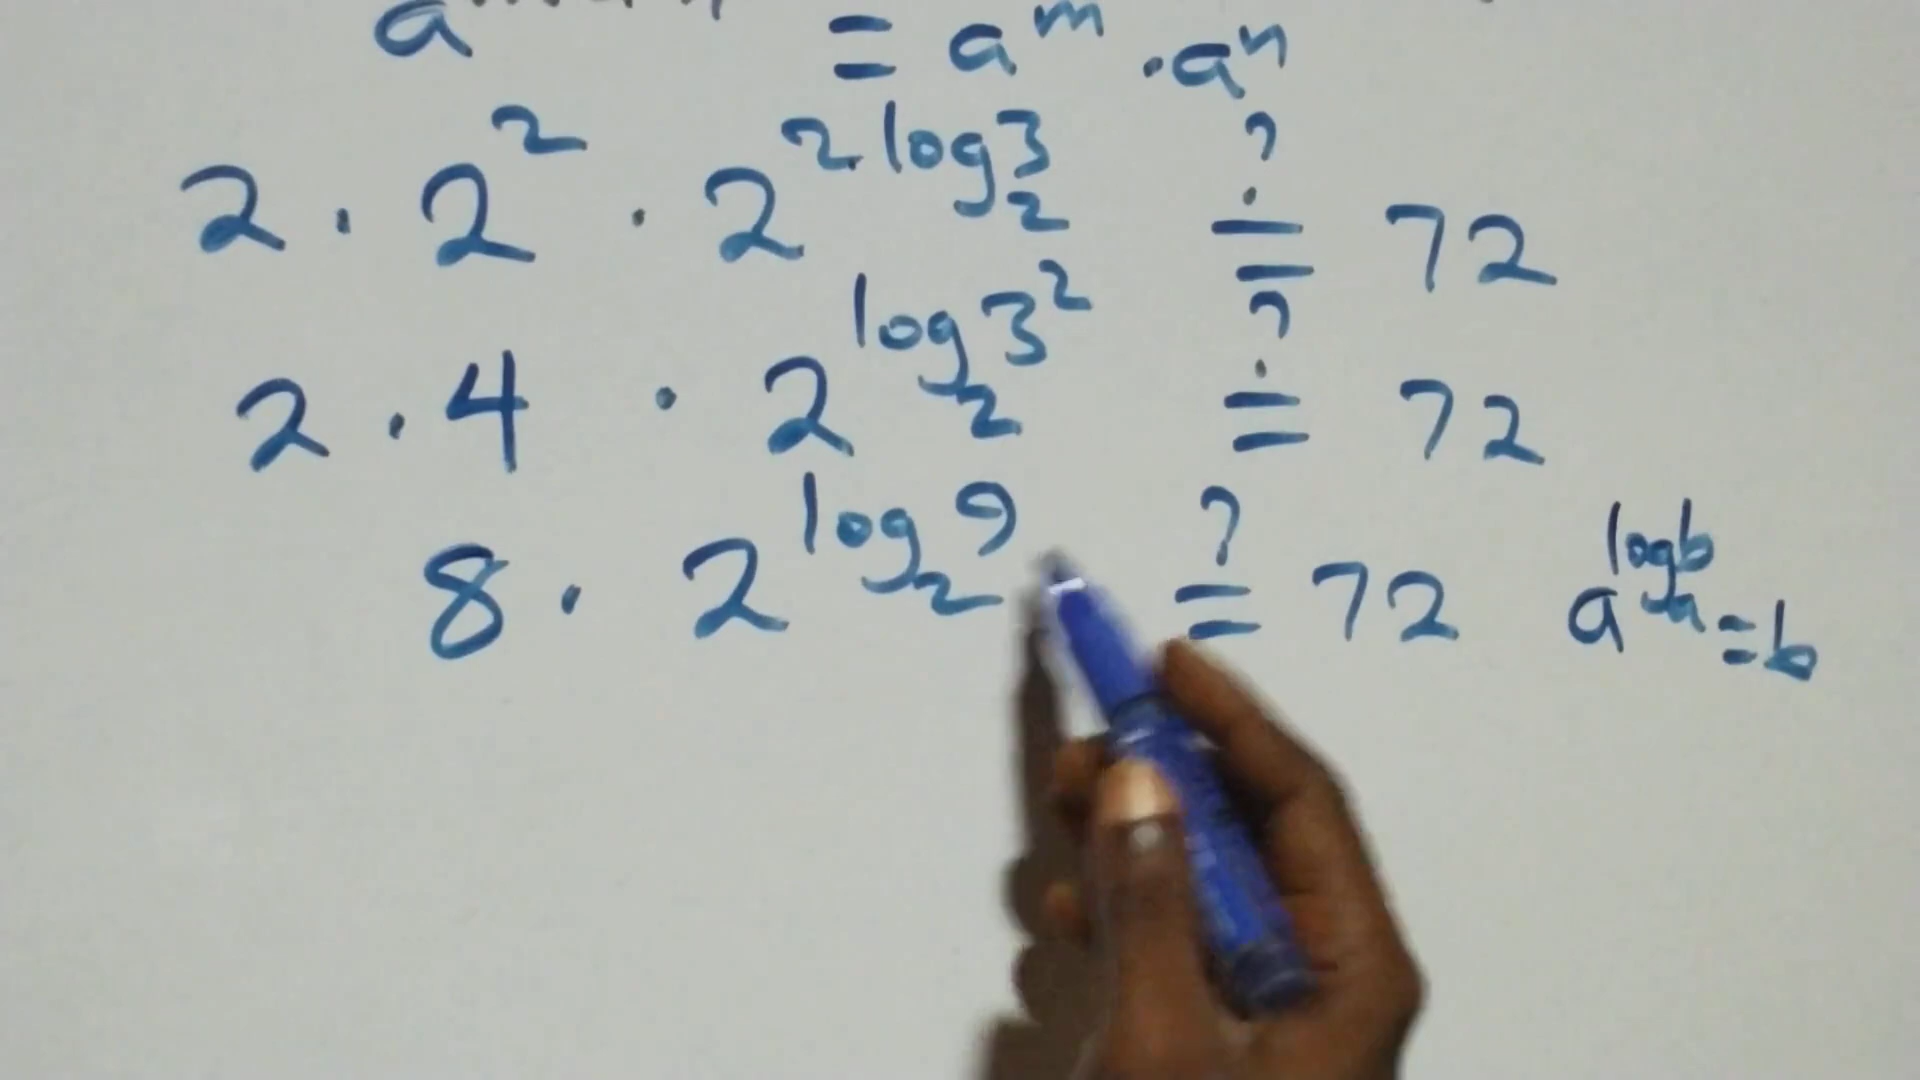 = a^m · a^n
2 · 2^2 · 2^(2 log_2 3) ≟ 72
2 · 4 · 2^(log_2 3^2) ≟ 72
8 · 2^(log_2 9) ≟ 72 a^(log_a b) = b